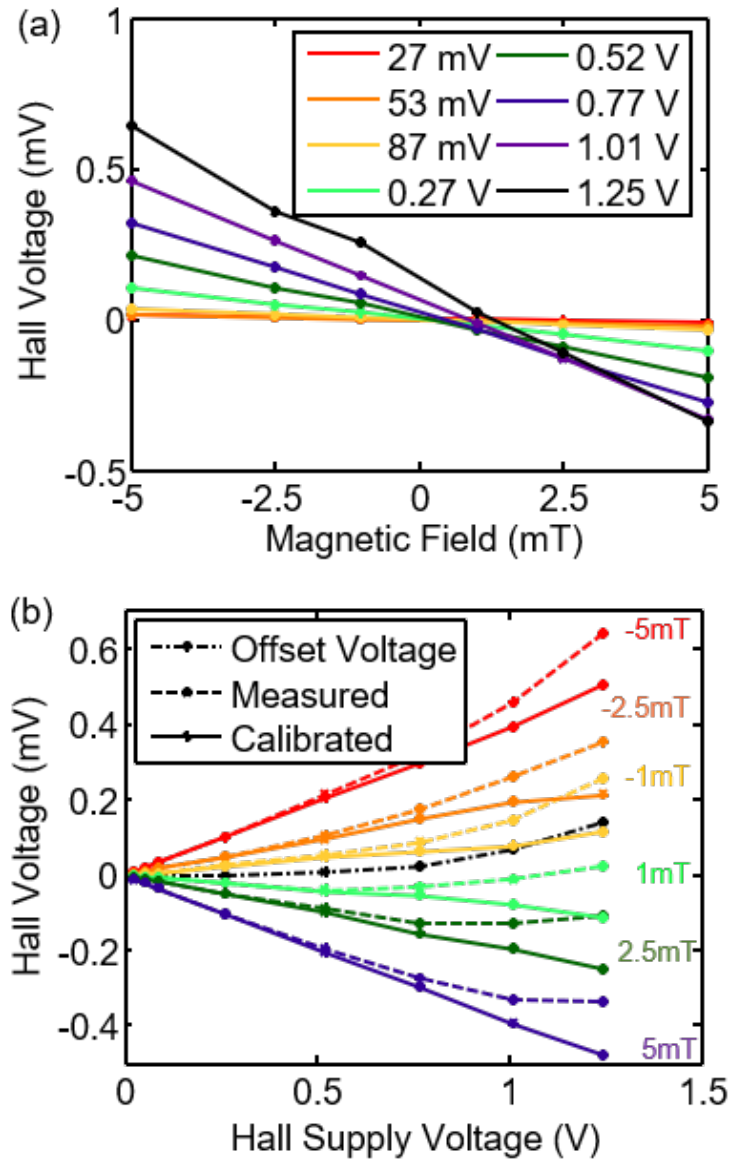 (a)
1
0.5
0
-0.5
Hall Voltage (mV)
27 mV 0.52 V
53 mV 0.77 V
87 mV 1.01 V
0.27 V 1.25 V
-5 -2.5 0 2.5 5
Magnetic Field (mT)
(b)
0.6
0.4
0.2
0
-0.2
-0.4
Hall Voltage (mV)
Offset Voltage
Measured
Calibrated
-5mT
-2.5mT
-1mT
1mT
2.5mT
5mT
0 0.5 1 1.5
Hall Supply Voltage (V)